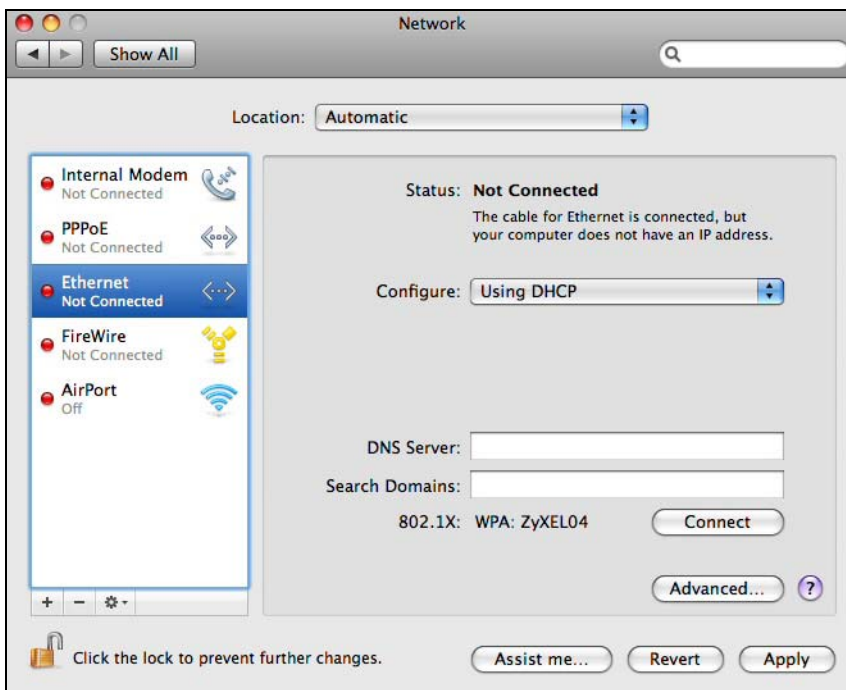 Network
Show All
Location: Automatic
Internal Modem
Not Connected
PPPoE
Not Connected
Ethernet
Not Connected
FireWire
Not Connected
AirPort
Off
Status: Not Connected
The cable for Ethernet is connected, but
your computer does not have an IP address.
Configure: Using DHCP
DNS Server:
Search Domains:
802.1X: WPA: ZyXEL04 Connect
Advanced... ?
+ −
Click the lock to prevent further changes.
Assist me... Revert Apply